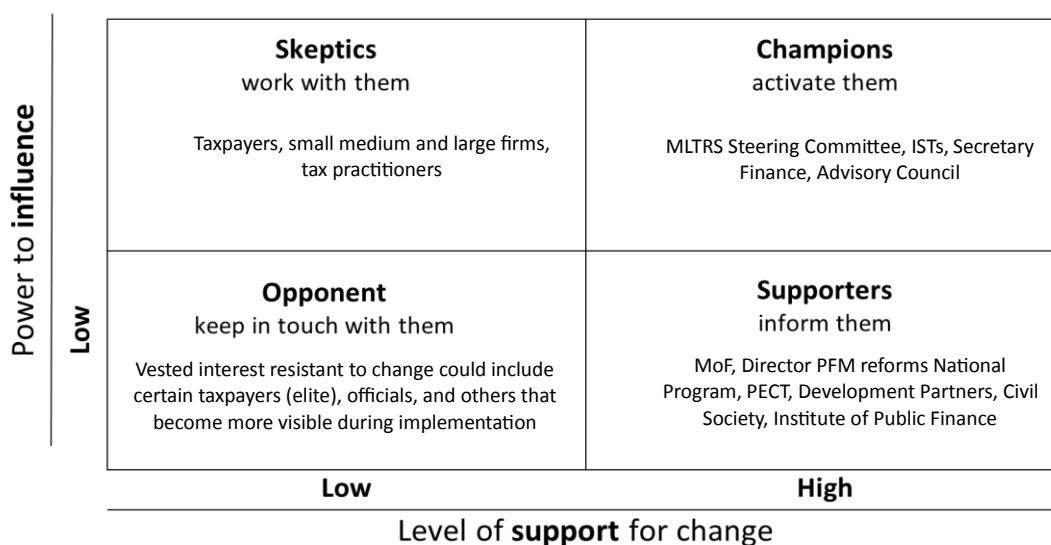 Skeptics
work with them
Taxpayers, small medium and large firms,
tax practitioners
Champions
activate them
MLTRS Steering Committee, ISTs, Secretary
Finance, Advisory Council
Power to influence
Low
Opponent
keep in touch with them
Vested interest resistant to change could include
certain taxpayers (elite), officials, and others that
become more visible during implementation
Supporters
inform them
MoF, Director PFM reforms National
Program, PECT, Development Partners, Civil
Society, Institute of Public Finance
Low
High
Level of support for change